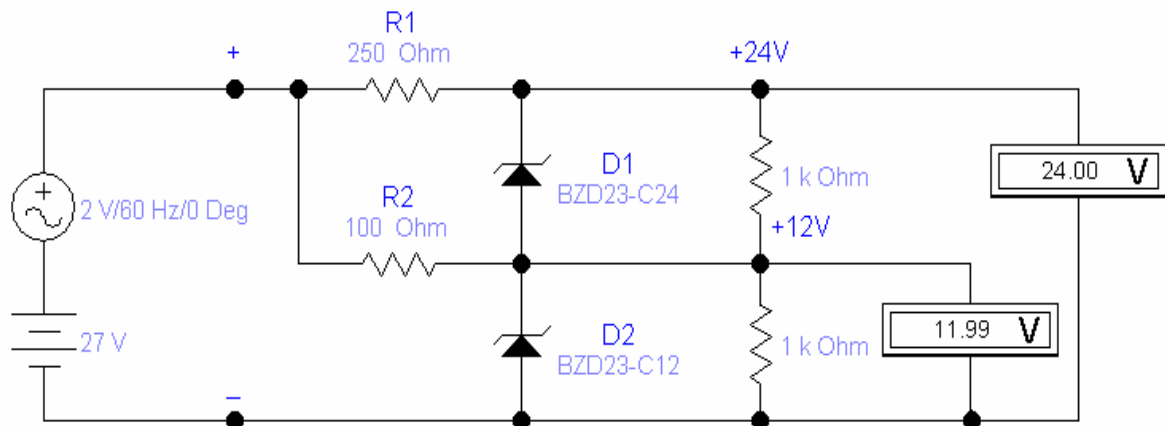 R1
250 Ohm
+
+24V
D1
BZD23-C24
1 k Ohm
24.00 V
+
2 V/60 Hz/0 Deg
R2
100 Ohm
+12V
27 V
D2
BZD23-C12
1 k Ohm
11.99 V
–